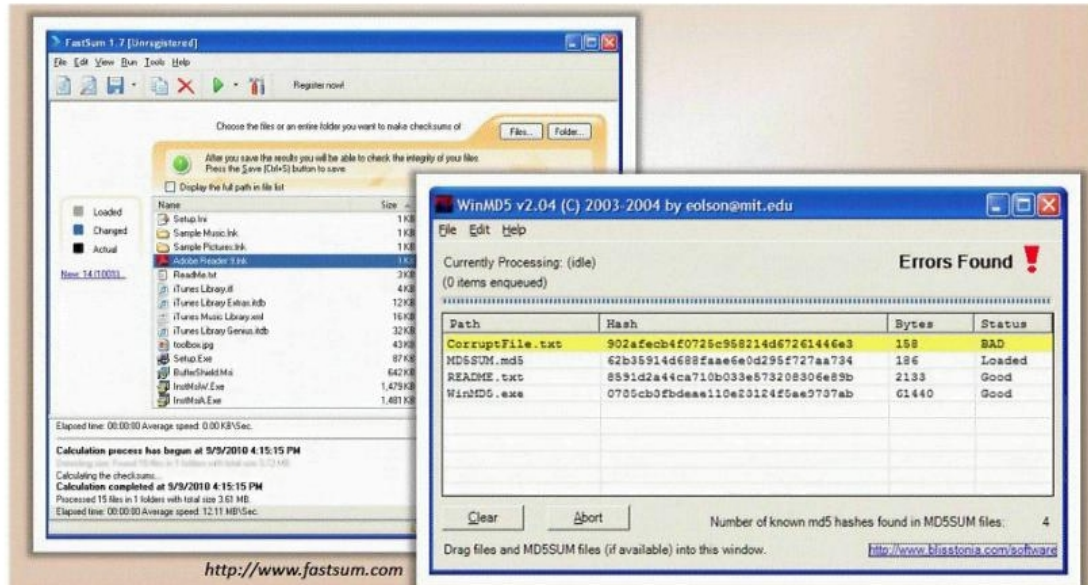 FastSum 1.7 [Unregistered]
File Edit View Run Tools Help
Register now!
Choose the files or an entire folder you want to make checksums of
Files... Folder...
After you save the results you will be able to check the integrity of your files
Press the Save (Ctrl+S) button to save
Display the full path in file list
Loaded
Changed
Actual
Name Size
Setup.Ini 1 KB
Sample Music.lnk 1 KB
Sample Pictures.lnk 1 KB
Adobe Reader 9.lnk 1 KB
ReadMe.txt 3 KB
iTunes Library.itl 4 KB
iTunes Library Extras.itdb 12 KB
iTunes Music Library.xml 16 KB
iTunes Library Genius.itdb 32 KB
toolbox.jpg 43 KB
Setup.Exe 87 KB
642 KB
InstMsiW.Exe 1,479 KB
InstMsiA.Exe 1,481 KB
Elapsed time: 00:00:00 Average speed: 0.00 KB\Sec.
Calculation process has begun at 9/9/2010 4:15:15 PM
Calculating the checksums...
Calculation completed at 9/9/2010 4:15:15 PM
Processed 15 files in 1 folders with total size 3.61 MB.
Elapsed time: 00:00:00 Average speed: 12.11 MB\Sec.
http://www.fastsum.com
WinMD5 v2.04 (C) 2003-2004 by eolson@mit.edu
File Edit Help
Currently Processing: (idle)
(0 items enqueued)
Errors Found !
Path Hash Bytes Status
CorruptFile.txt 902afecb4f0725c958214d67261446e3 158 BAD
MD5SUM.md5 62b35914d688faae6e0d295f727aa734 186 Loaded
README.txt 8591d2a44ca710b033e573208306e89b 2133 Good
WinMD5.exe 0785cb3fbdeae110e23124f5ae9737ab 61440 Good
Clear Abort
Number of known md5 hashes found in MD5SUM files: 4
Drag files and MD5SUM files (if available) into this window.
http://www.blisstonia.com/software